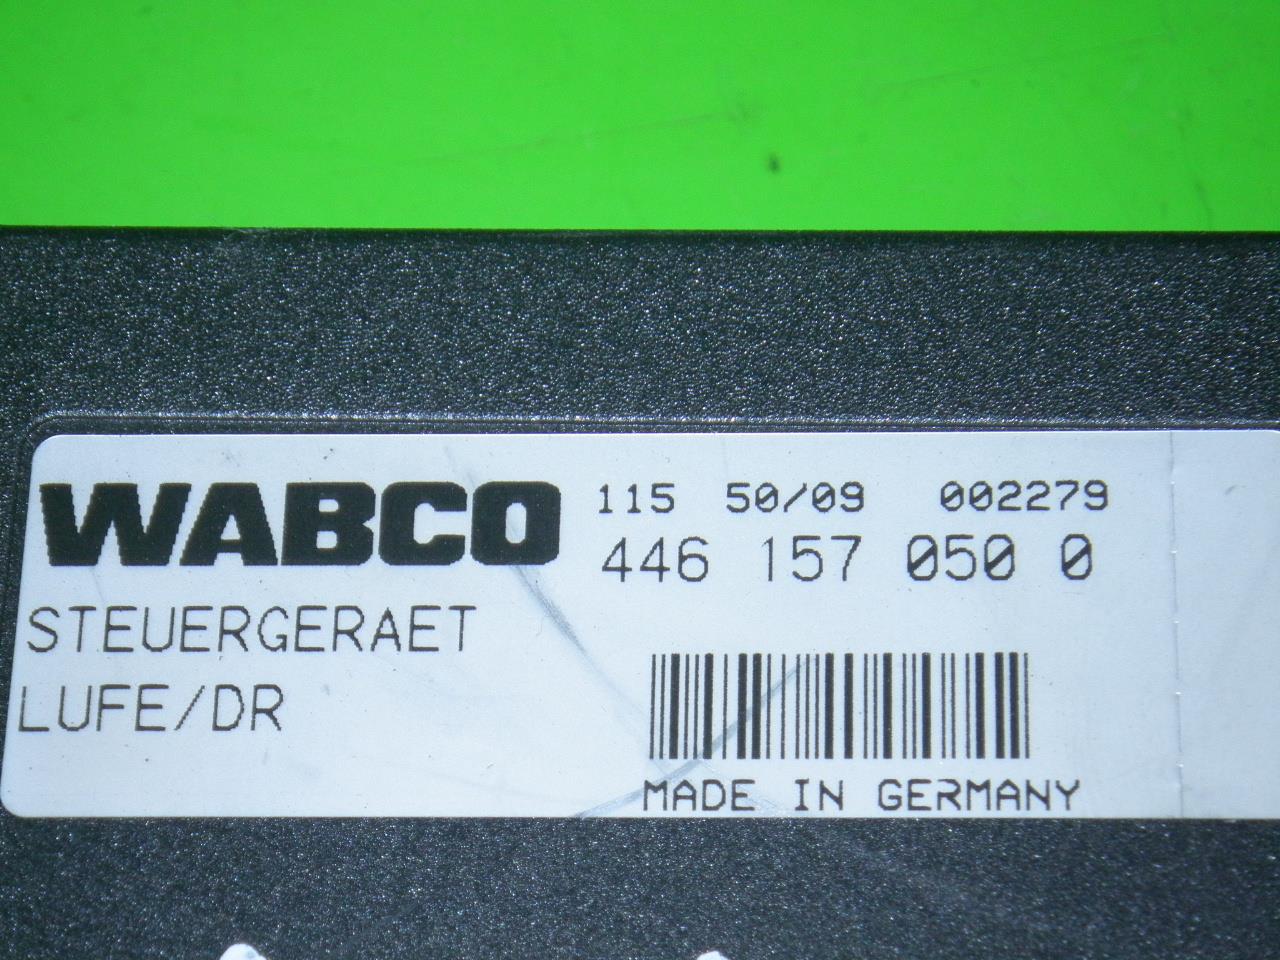 WABCO
115 50/09 002279
446 157 050 0
STEUERGERAET
LUFE/DR
MADE IN GERMANY